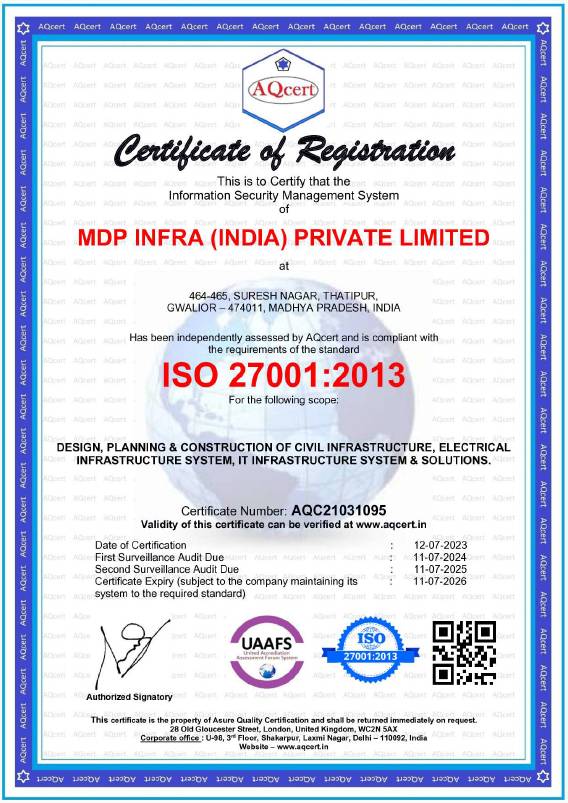 AQcert
Certificate of Registration
This is to Certify that the
Information Security Management System
of
MDP INFRA (INDIA) PRIVATE LIMITED
at
464-465, SURESH NAGAR, THATIPUR,
GWALIOR – 474011, MADHYA PRADESH, INDIA
Has been independently assessed by AQcert and is compliant with
the requirements of the standard
ISO 27001:2013
For the following scope:
DESIGN, PLANNING & CONSTRUCTION OF CIVIL INFRASTRUCTURE, ELECTRICAL
INFRASTRUCTURE SYSTEM, IT INFRASTRUCTURE SYSTEM & SOLUTIONS.
Certificate Number: AQC21031095
Validity of this certificate can be verified at www.aqcert.in
Date of Certification : 12-07-2023
First Surveillance Audit Due : 11-07-2024
Second Surveillance Audit Due : 11-07-2025
Certificate Expiry (subject to the company maintaining its : 11-07-2026
system to the required standard)
UAAFS
United Accreditation
Assessment Forum System
ISO
27001:2013
Authorized Signatory
This certificate is the property of Asure Quality Certification and shall be returned immediately on request.
28 Old Gloucester Street, London, United Kingdom, WC2N 5AX
Corporate office : U-98, 3rd Floor, Shakarpur, Laxmi Nagar, Delhi – 110092, India
Website – www.aqcert.in